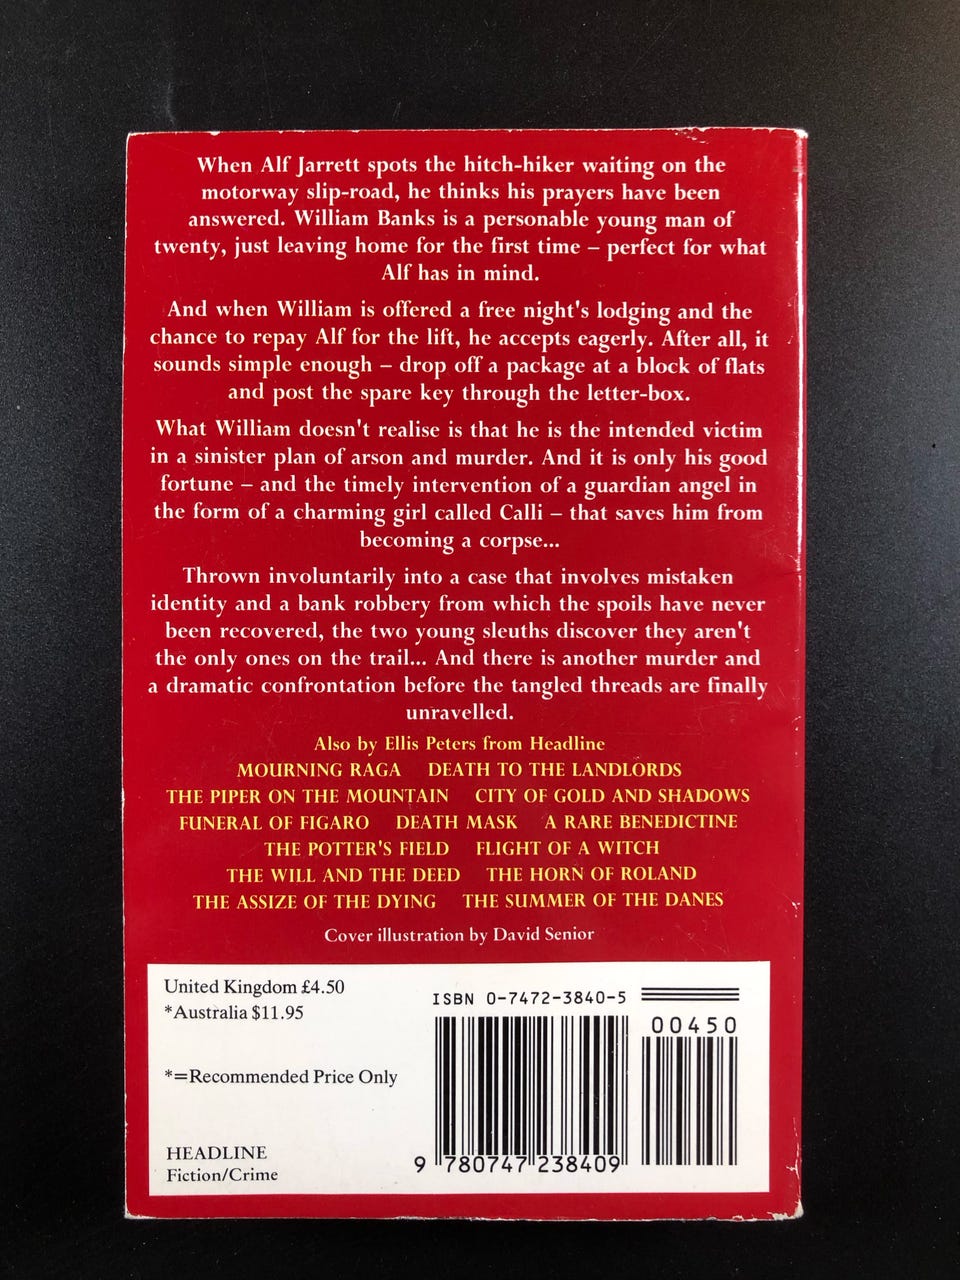 When Alf Jarrett spots the hitch-hiker waiting on the
motorway slip-road, he thinks his prayers have been
answered. William Banks is a personable young man of
twenty, just leaving home for the first time – perfect for what
Alf has in mind.
And when William is offered a free night's lodging and the
chance to repay Alf for the lift, he accepts eagerly. After all, it
sounds simple enough – drop off a package at a block of flats
and post the spare key through the letter-box.
What William doesn't realise is that he is the intended victim
in a sinister plan of arson and murder. And it is only his good
fortune – and the timely intervention of a guardian angel in
the form of a charming girl called Calli – that saves him from
becoming a corpse...
Thrown involuntarily into a case that involves mistaken
identity and a bank robbery from which the spoils have never
been recovered, the two young sleuths discover they aren't
the only ones on the trail... And there is another murder and
a dramatic confrontation before the tangled threads are finally
unravelled.
Also by Ellis Peters from Headline
MOURNING RAGA DEATH TO THE LANDLORDS
THE PIPER ON THE MOUNTAIN CITY OF GOLD AND SHADOWS
FUNERAL OF FIGARO DEATH MASK A RARE BENEDICTINE
THE POTTER'S FIELD FLIGHT OF A WITCH
THE WILL AND THE DEED THE HORN OF ROLAND
THE ASSIZE OF THE DYING THE SUMMER OF THE DANES
Cover illustration by David Senior
United Kingdom £4.50
*Australia $11.95
*=Recommended Price Only
HEADLINE
Fiction/Crime
ISBN 0-7472-3840-5
00450
9 780747 238409